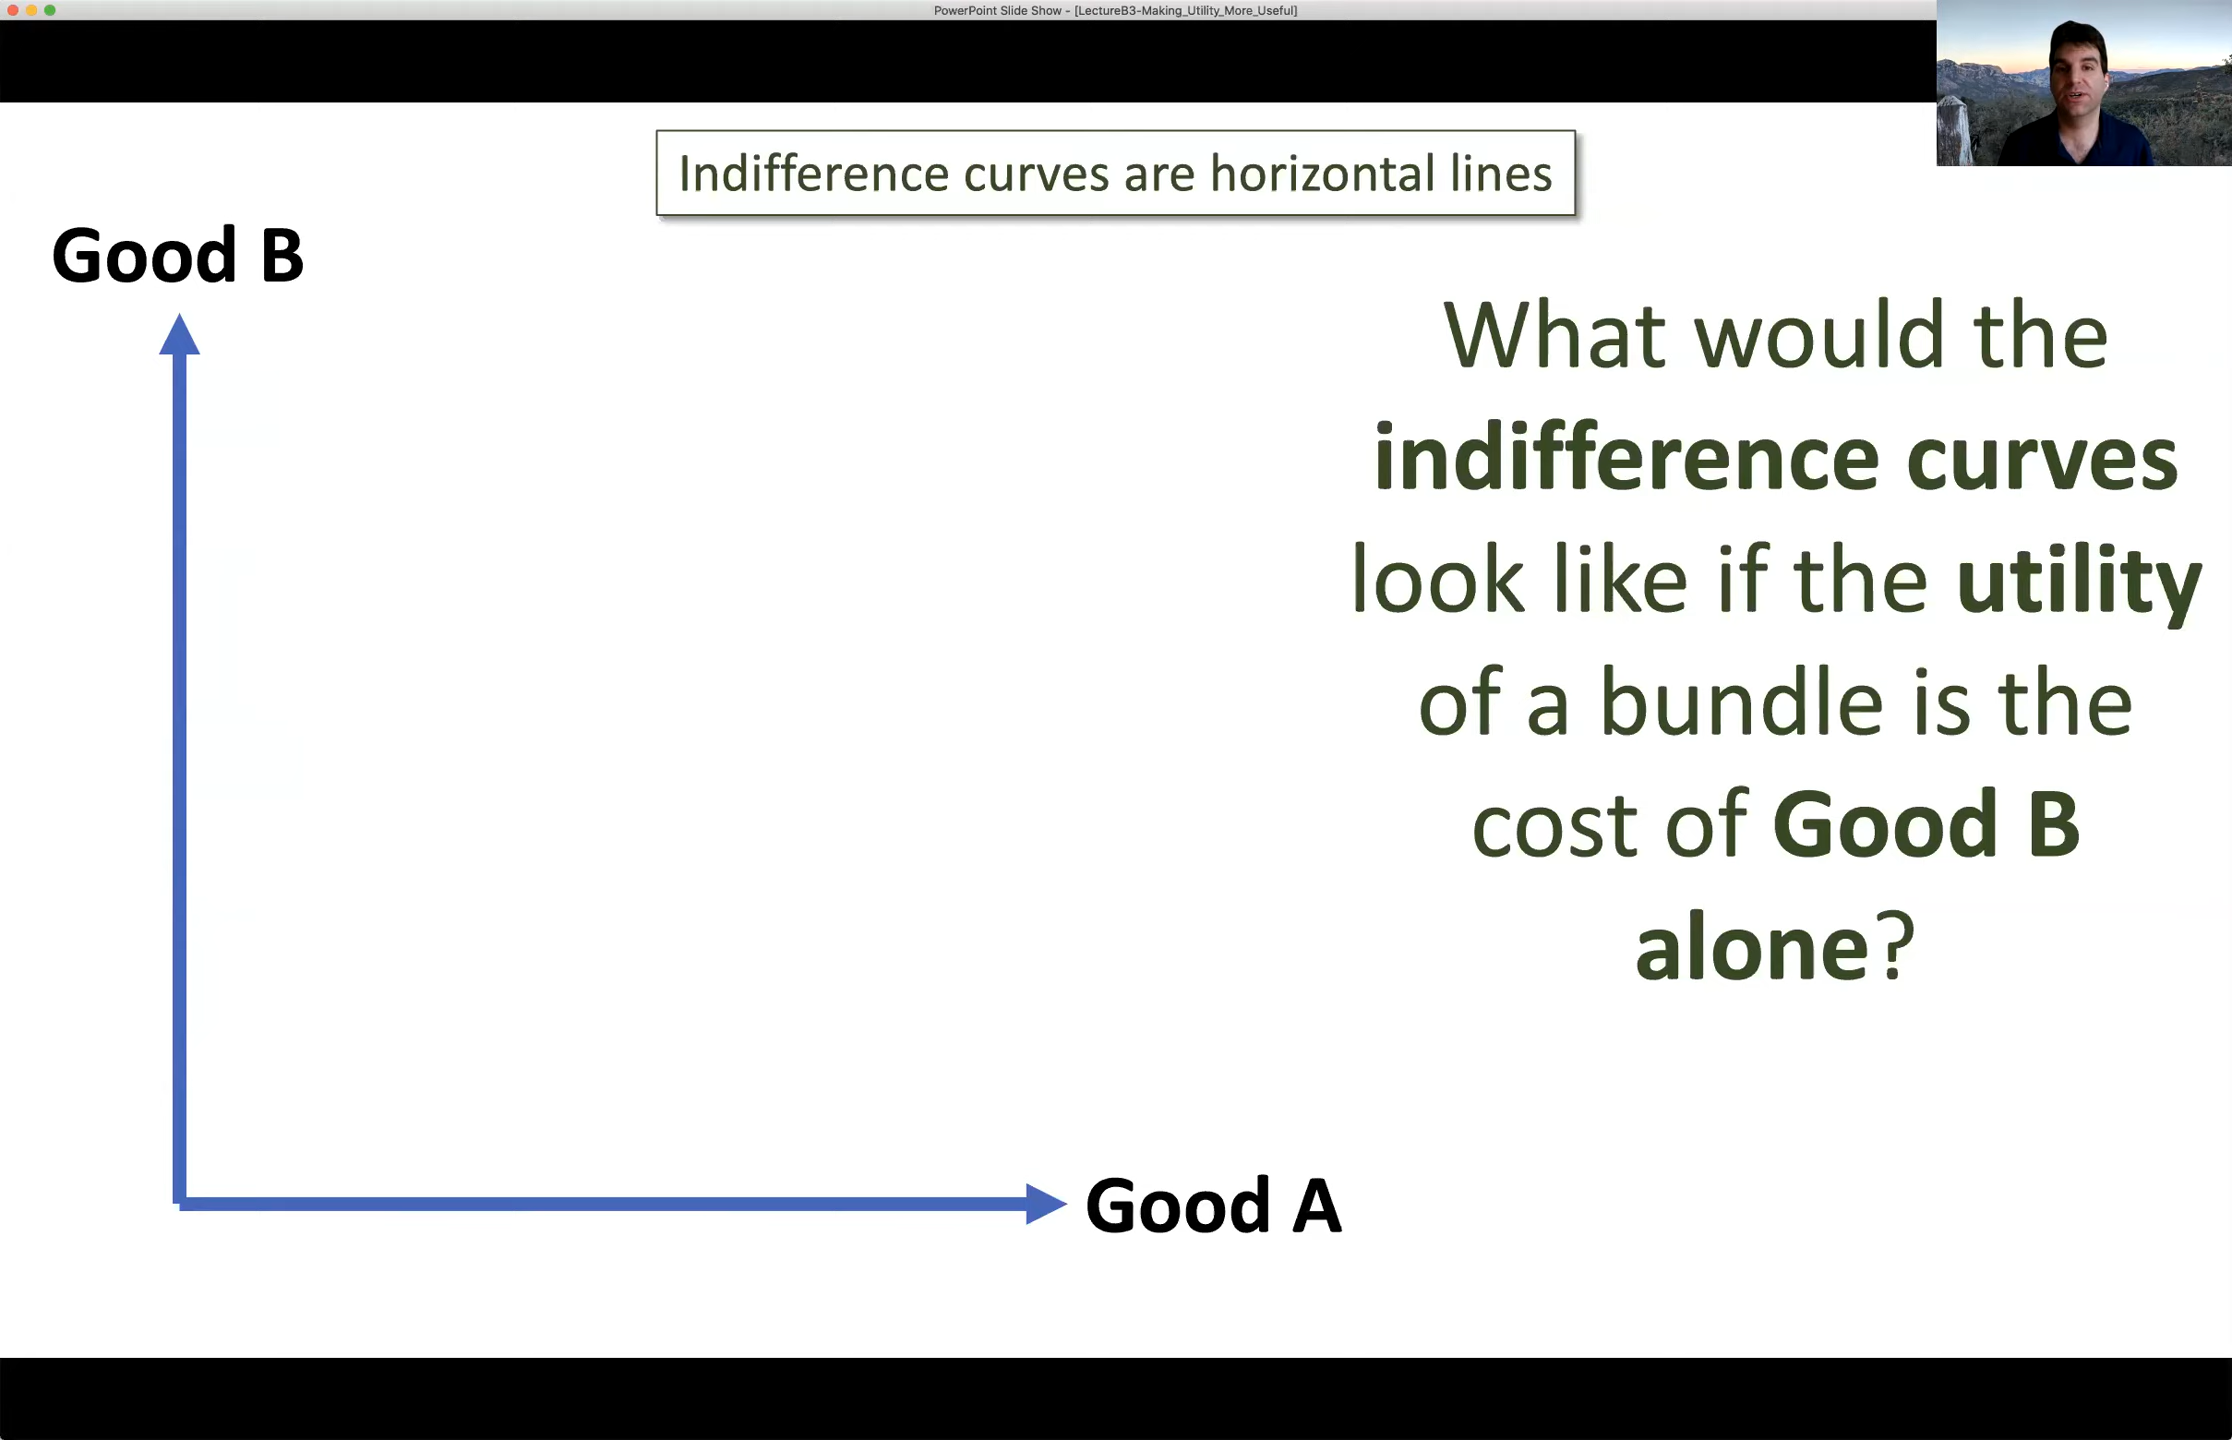 PowerPoint Slide Show - [LectureB3-Making_Utility_More_Useful]
Indifference curves are horizontal lines
Good B
What would the
indifference curves
look like if the utility
of a bundle is the
cost of Good B
alone?
Good A